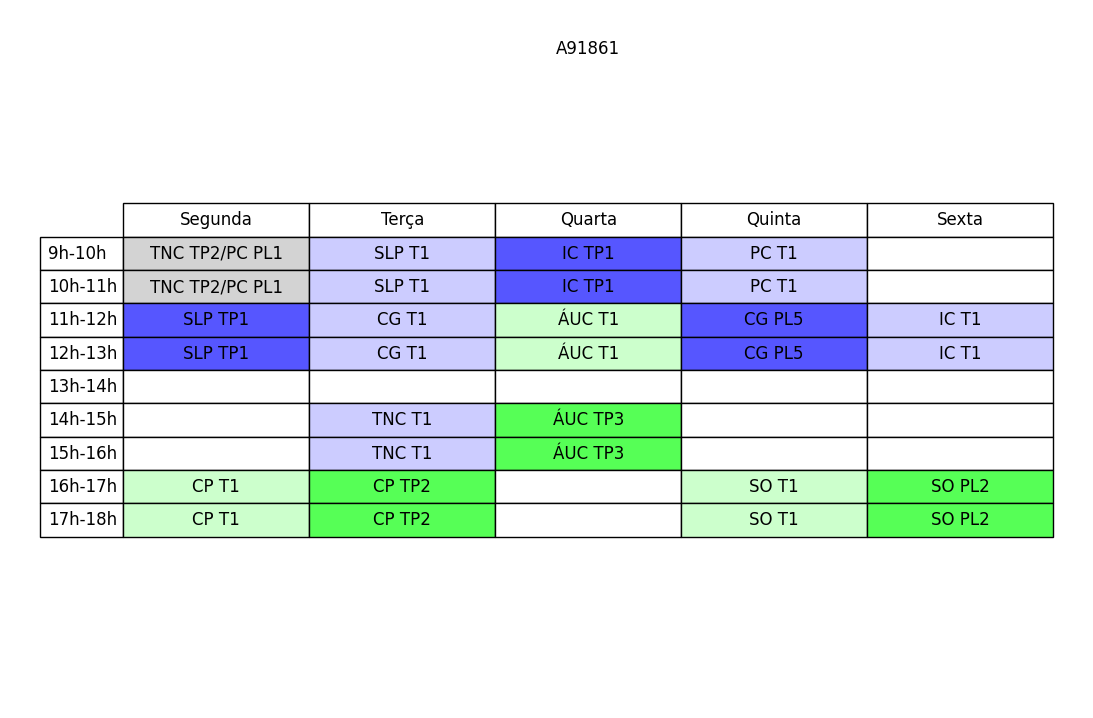 A91861
Segunda Terça Quarta Quinta Sexta
9h-10h TNC TP2/PC PL1 SLP T1 IC TP1 PC T1
10h-11h TNC TP2/PC PL1 SLP T1 IC TP1 PC T1
11h-12h SLP TP1 CG T1 ÁUC T1 CG PL5 IC T1
12h-13h SLP TP1 CG T1 ÁUC T1 CG PL5 IC T1
13h-14h
14h-15h TNC T1 ÁUC TP3
15h-16h TNC T1 ÁUC TP3
16h-17h CP T1 CP TP2 SO T1 SO PL2
17h-18h CP T1 CP TP2 SO T1 SO PL2